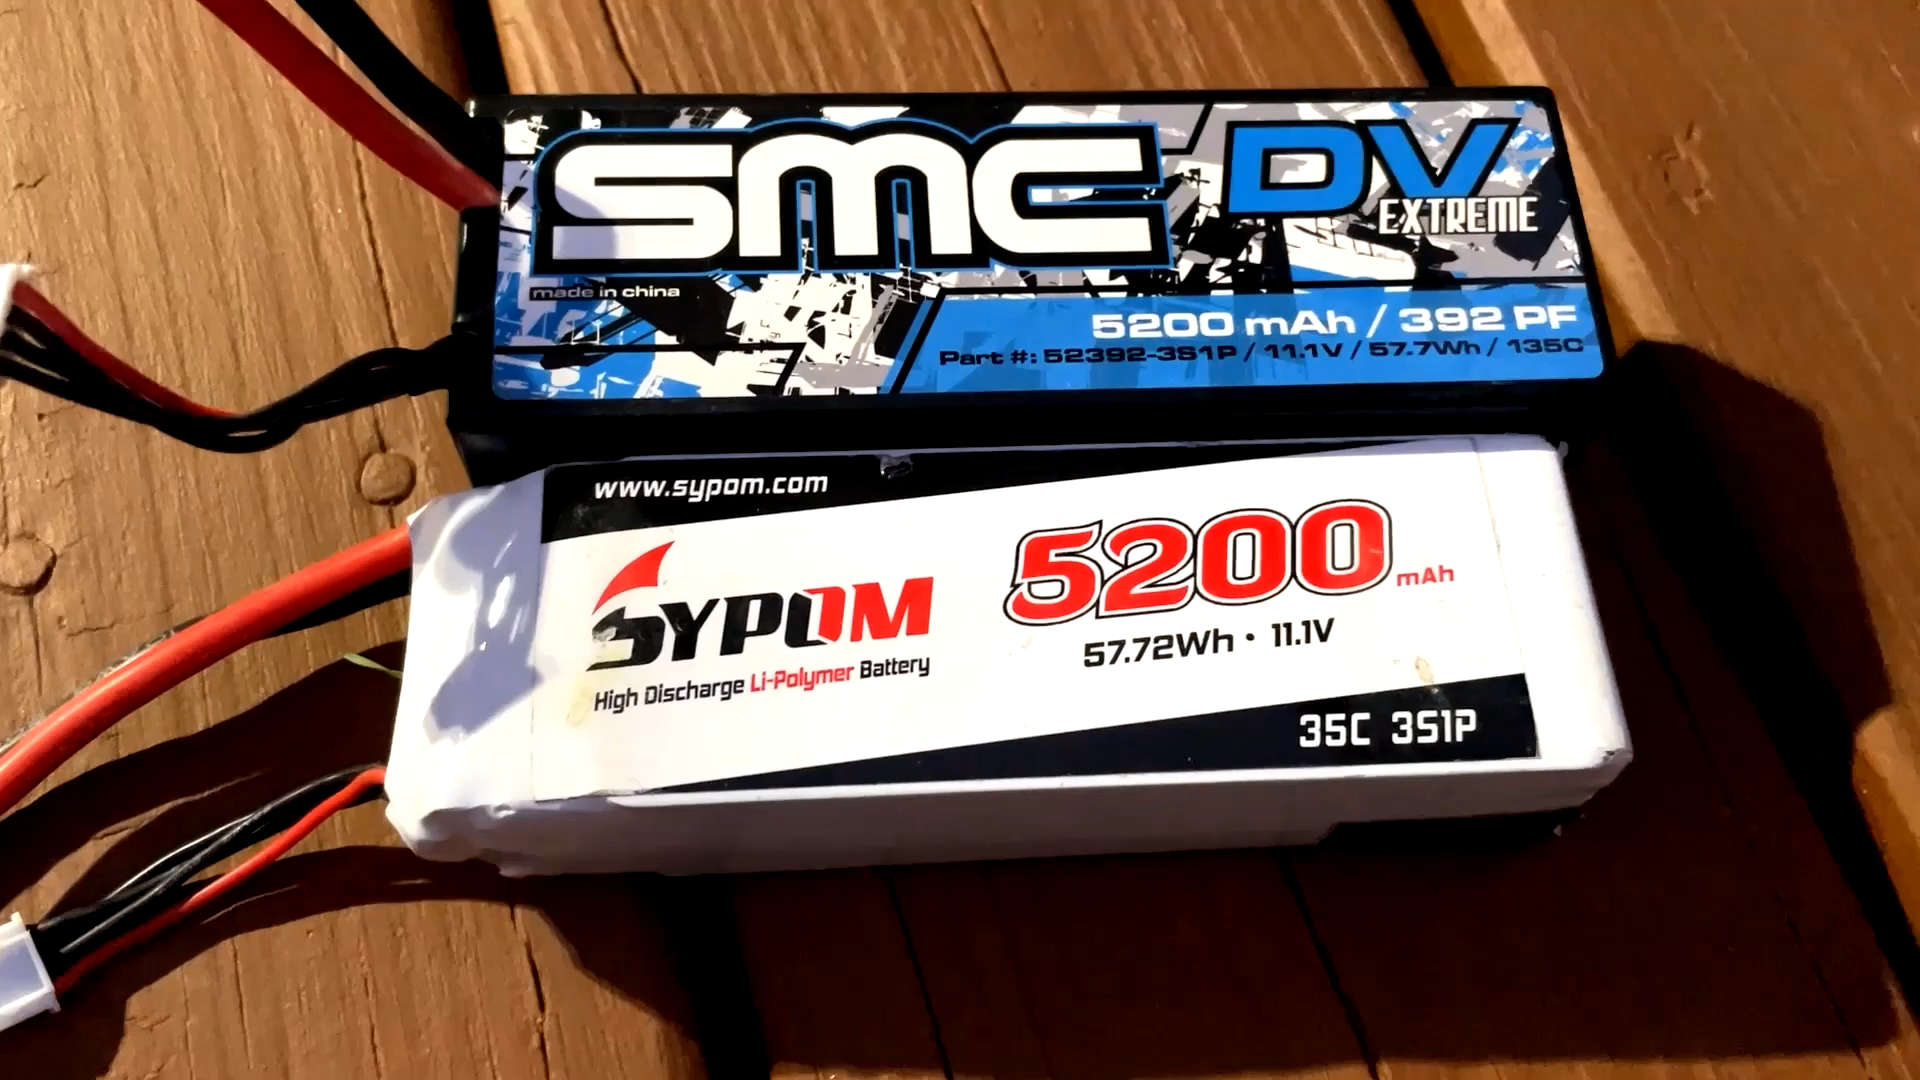 SMC DV
EXTREME
made in china
5200 mAh / 392 PF
Part #: 52392-3S1P / 11.1V / 57.7Wh / 135C
www.sypom.com
SYPOM
High Discharge Li-Polymer Battery
5200 mAh
57.72Wh • 11.1V
35C 3S1P